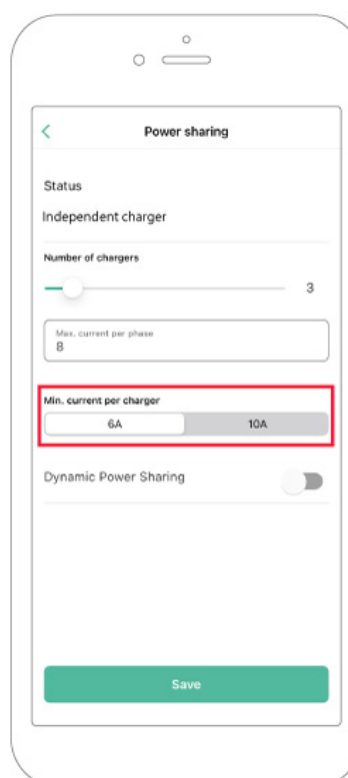 Power sharing
Status
Independent charger
Number of chargers
3
Max. current per phase
8
Min. current per charger
6A 10A
Dynamic Power Sharing
Save